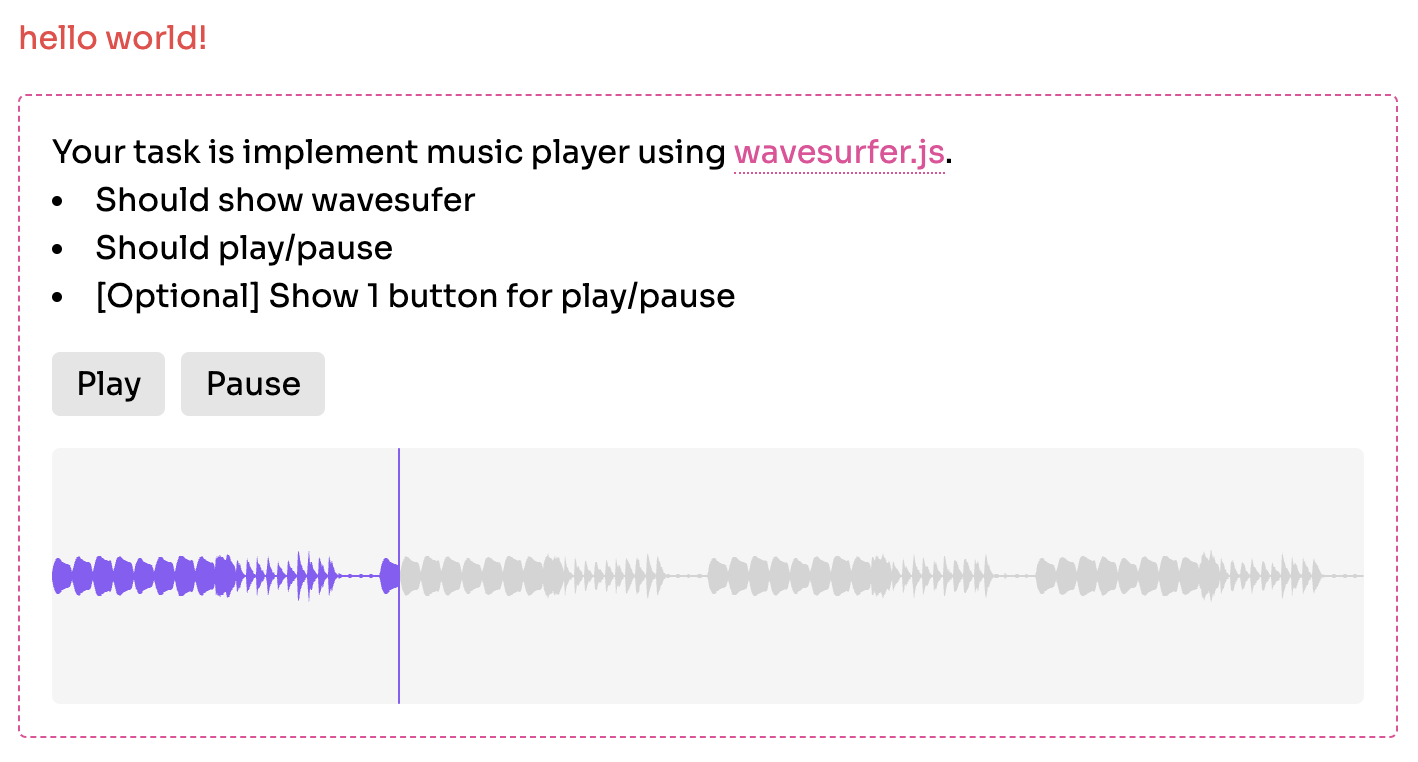 hello world!
Your task is implement music player using wavesurfer.js.
• Should show wavesufer
• Should play/pause
• [Optional] Show 1 button for play/pause
Play Pause